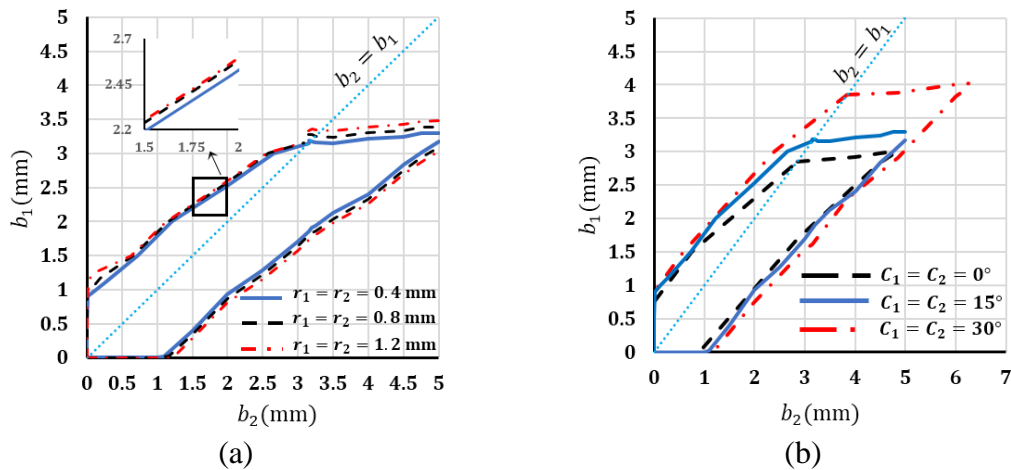 5
4.5
4
3.5
3
2.5
2
1.5
1
0.5
0
b₁(mm)
2.7
2.45
2.2
1.5 1.75 2
b₂ = b₁
r₁ = r₂ = 0.4 mm
r₁ = r₂ = 0.8 mm
r₁ = r₂ = 1.2 mm
0 0.5 1 1.5 2 2.5 3 3.5 4 4.5 5
b₂(mm)
(a)
5
4.5
4
3.5
3
2.5
2
1.5
1
0.5
0
b₁(mm)
b₂ = b₁
C₁ = C₂ = 0°
C₁ = C₂ = 15°
C₁ = C₂ = 30°
0 1 2 3 4 5 6 7
b₂(mm)
(b)